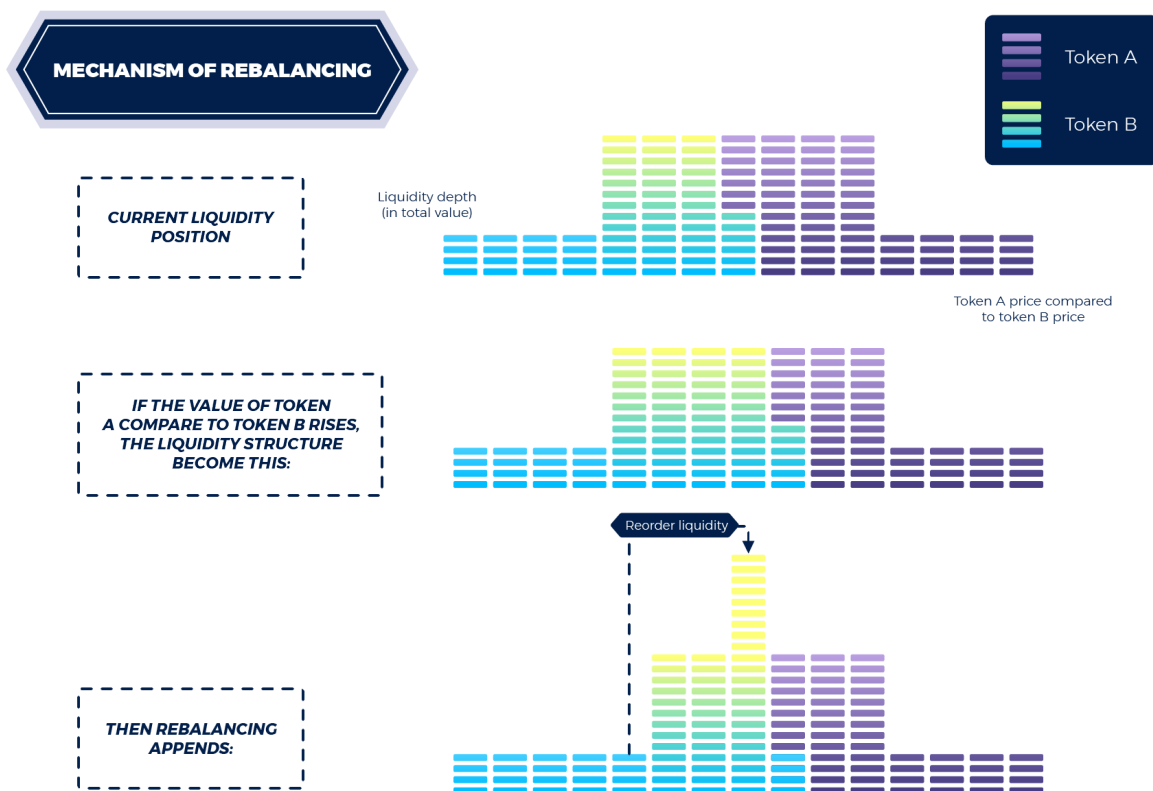 MECHANISM OF REBALANCING
Token A
Token B
CURRENT LIQUIDITY
POSITION
Liquidity depth
(in total value)
Token A price compared
to token B price
IF THE VALUE OF TOKEN
A COMPARE TO TOKEN B RISES,
THE LIQUIDITY STRUCTURE
BECOME THIS:
Reorder liquidity
THEN REBALANCING
APPENDS: